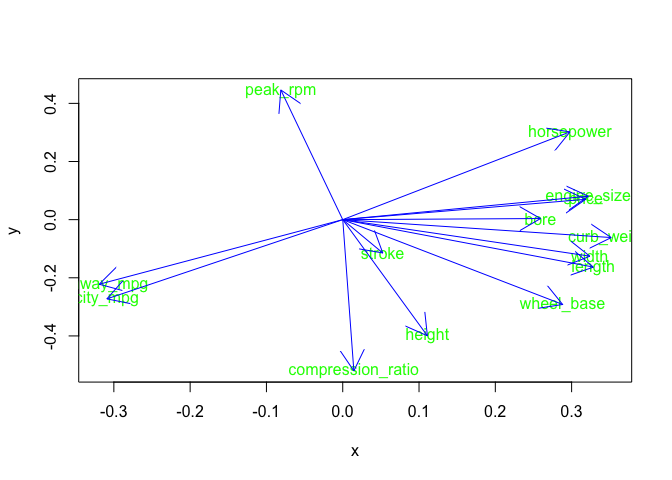 peak_rpm
0.4
horsepower
0.2
engine_size
0.0
bore
curb_wei
y
stroke
width
length
-0.2
way_mpg
city_mpg
wheel_base
-0.4
height
compression_ratio
-0.3 -0.2 -0.1 0.0 0.1 0.2 0.3
x